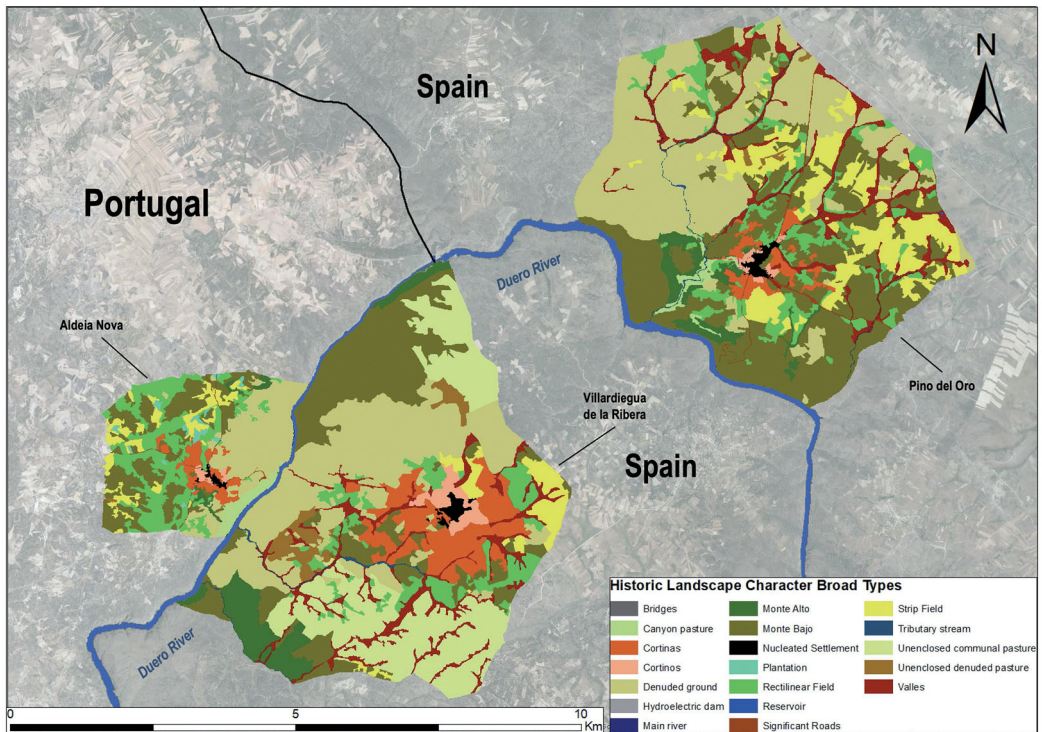 Spain
N
Portugal
Duero River
Aldeia Nova
Pino del Oro
Villardiegua
de la Ribera
Spain
Duero River
Historic Landscape Character Broad Types
Bridges
Canyon pasture
Cortinas
Cortinos
Denuded ground
Hydroelectric dam
Main river
Monte Alto
Monte Bajo
Nucleated Settlement
Plantation
Rectilinear Field
Reservoir
Significant Roads
Strip Field
Tributary stream
Unenclosed communal pasture
Unenclosed denuded pasture
Valles
0 5 10
Km